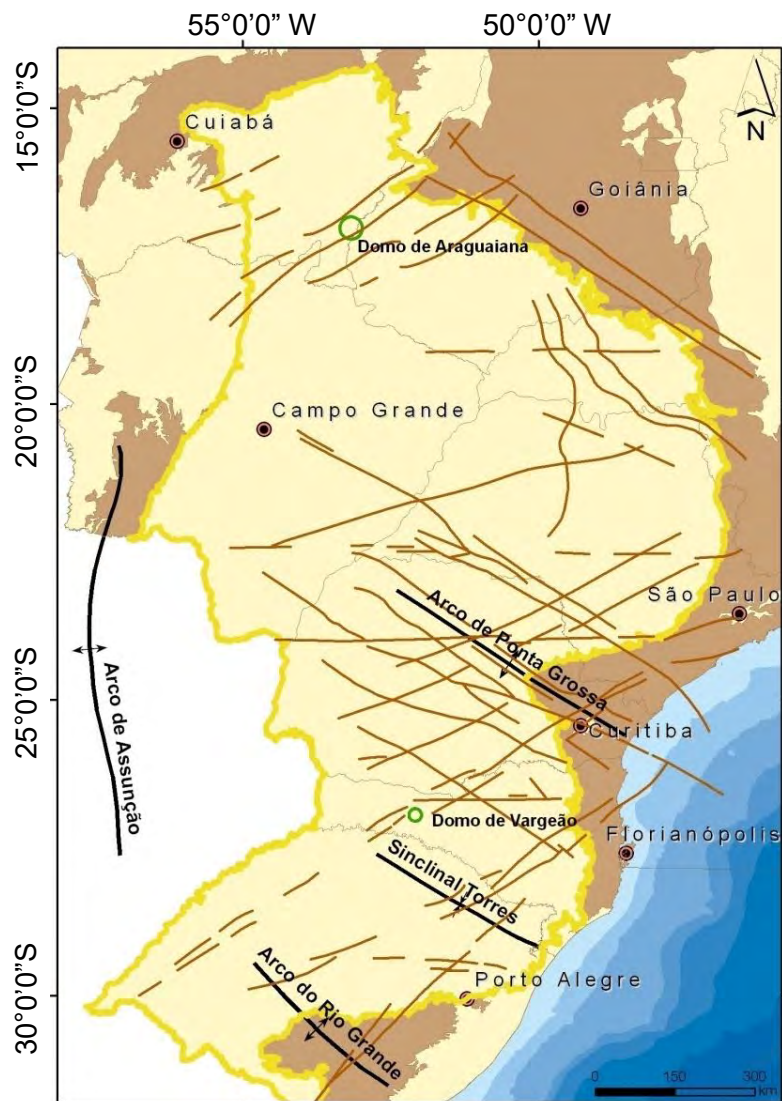 55°0'0" W
50°0'0" W
15°0'0"S
N
Cuiabá
Goiânia
Domo de Araguaiana
20°0'0"S
Campo Grande
São Paulo
Arco de Ponta Grossa
25°0'0"S
Arco de Assunção
Curitiba
Domo de Vargeão
Florianópolis
Sinclinal Torres
Arco do Rio Grande
Porto Alegre
30°0'0"S
0 150 300
km